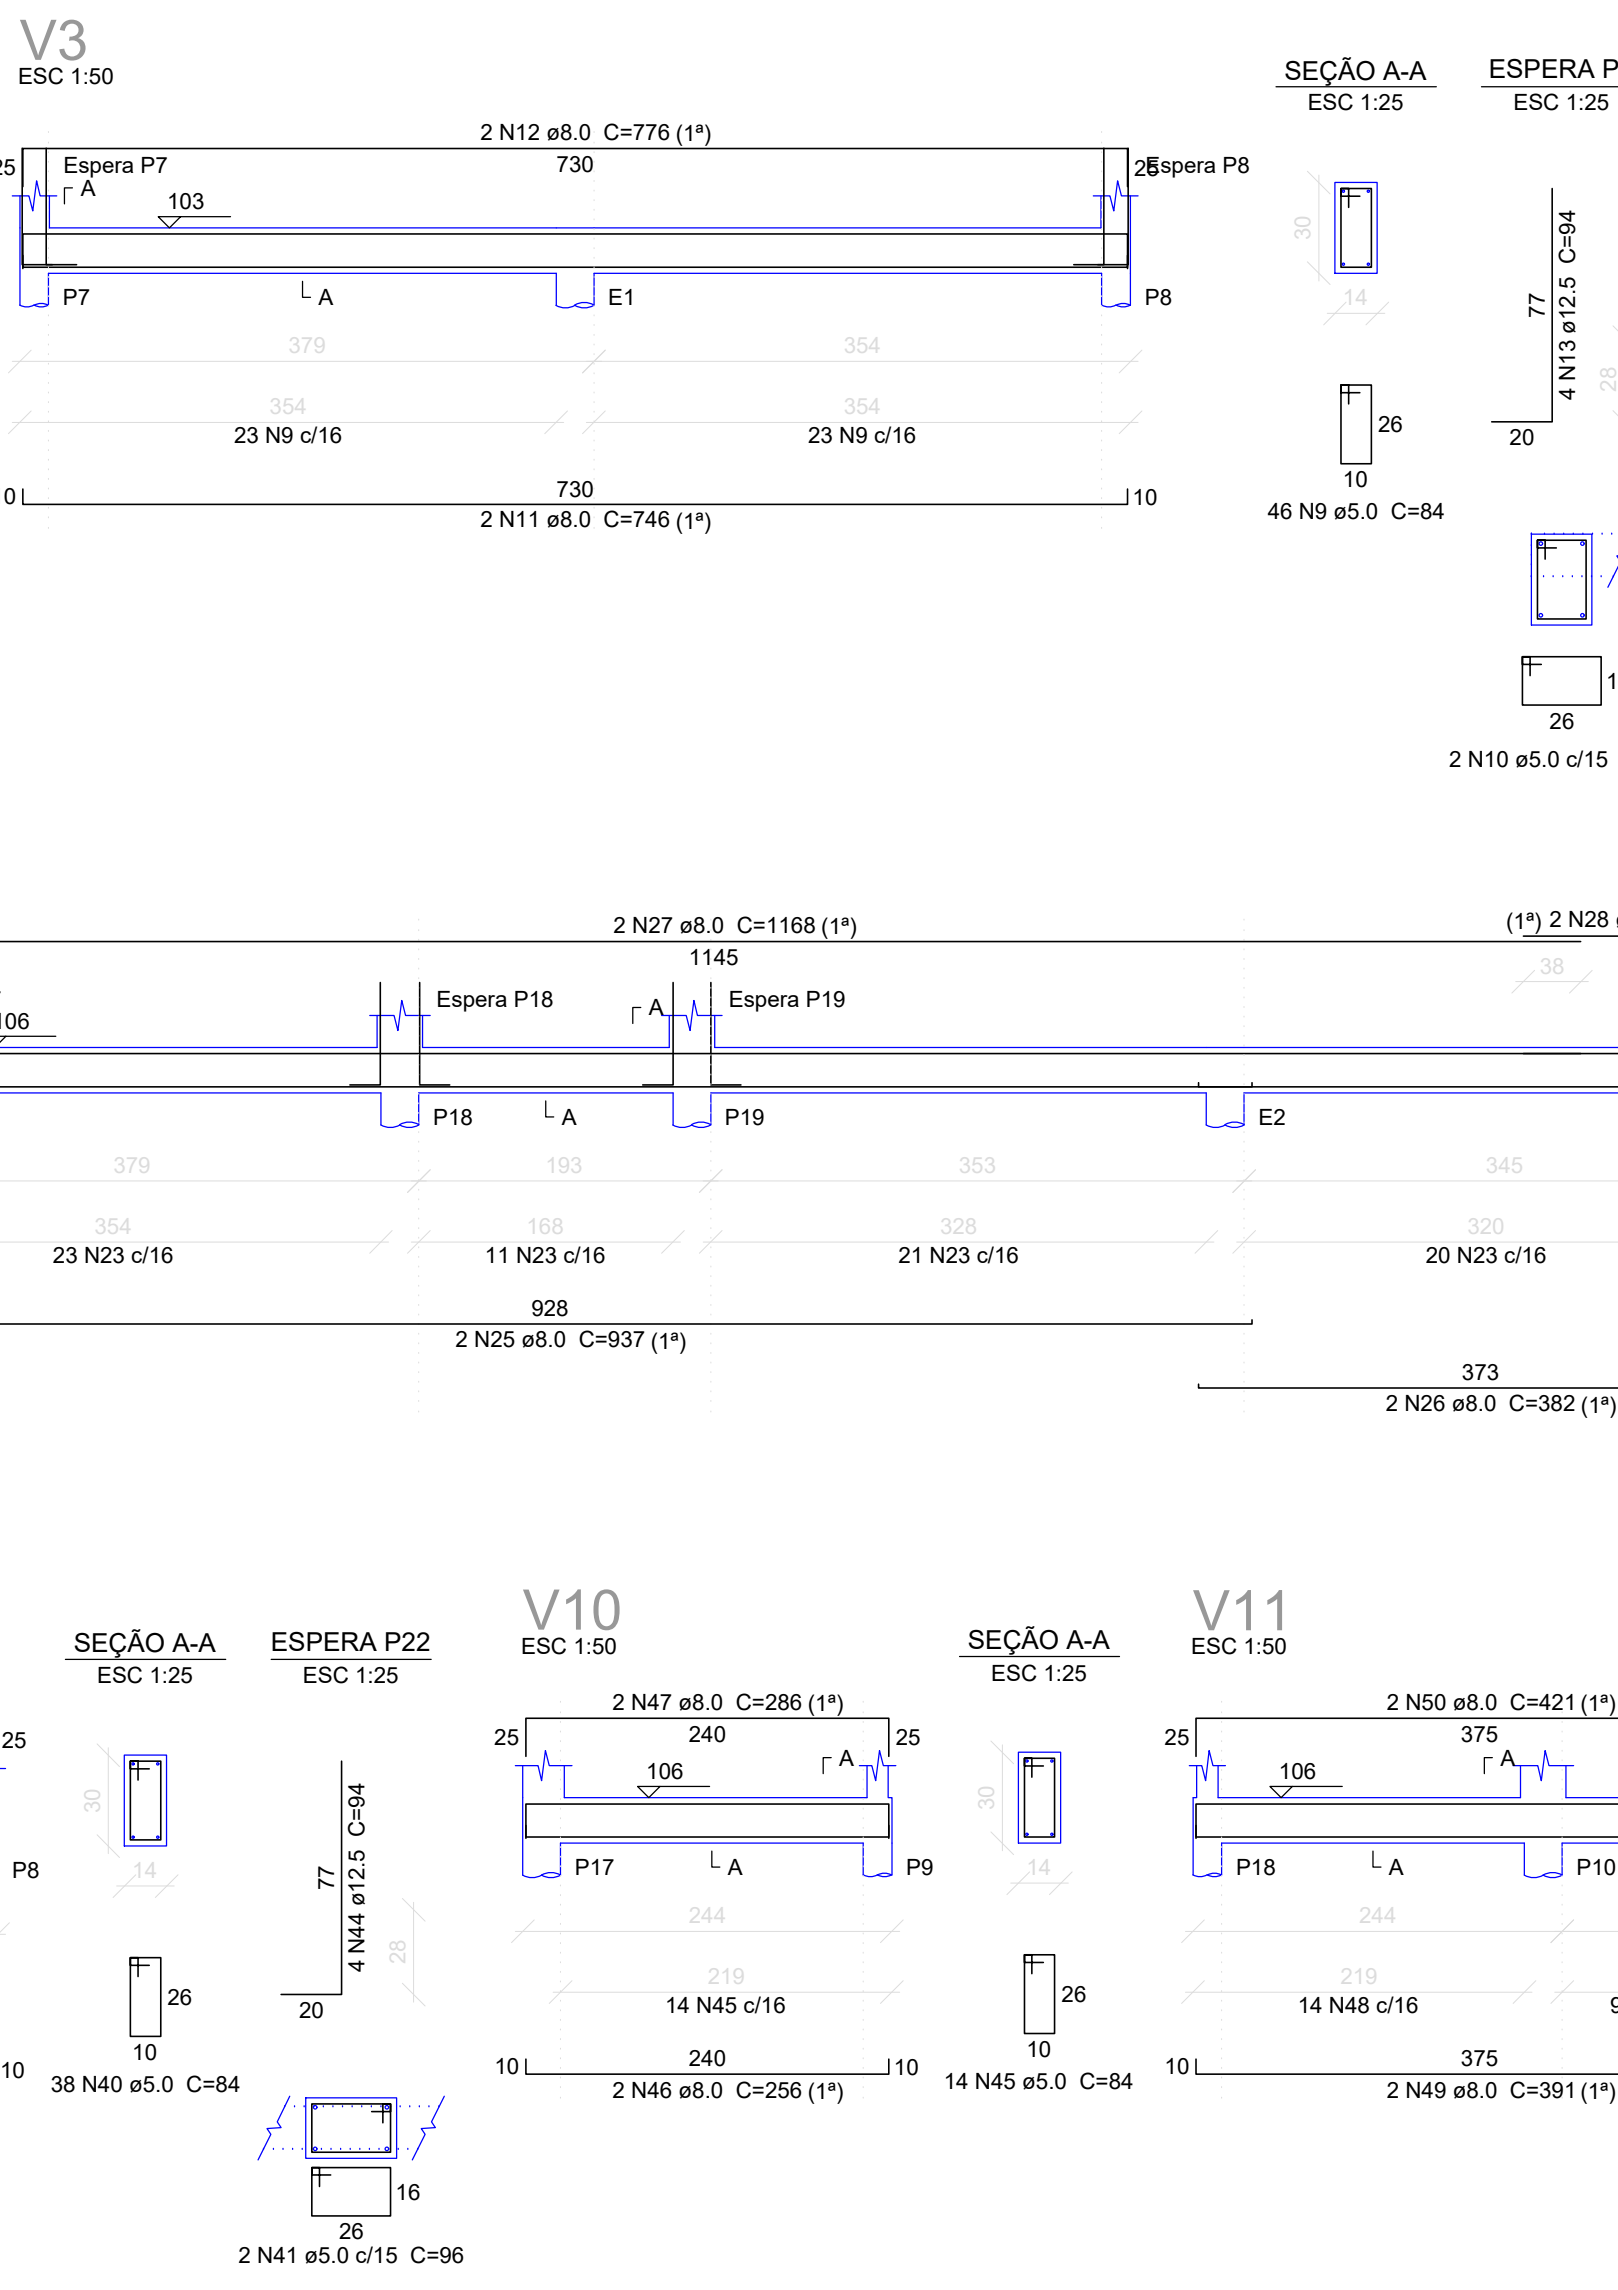 V3
ESC 1:50
SEÇÃO A-A
ESC 1:25
ESPERA P
ESC 1:25
2 N12 ø8.0 C=776 (1ª)
730
25
Espera P7
A
103
25
Espera P8
P7
A
E1
P8
379
354
354
23 N9 c/16
354
23 N9 c/16
0
730
10
2 N11 ø8.0 C=746 (1ª)
30
14
26
10
46 N9 ø5.0 C=84
77
4 N13 ø12.5 C=94
28
20
1
26
2 N10 ø5.0 c/15
2 N27 ø8.0 C=1168 (1ª)
1145
(1ª) 2 N28
38
106
Espera P18
A
Espera P19
P18
A
P19
E2
379
193
353
345
354
168
328
320
23 N23 c/16
11 N23 c/16
21 N23 c/16
20 N23 c/16
928
2 N25 ø8.0 C=937 (1ª)
373
2 N26 ø8.0 C=382 (1ª)
SEÇÃO A-A
ESC 1:25
ESPERA P22
ESC 1:25
25
30
P8
14
26
10
10
38 N40 ø5.0 C=84
77
4 N44 ø12.5 C=94
28
20
16
26
2 N41 ø5.0 c/15 C=96
V10
ESC 1:50
2 N47 ø8.0 C=286 (1ª)
25
240
25
106
A
P17
A
P9
244
219
14 N45 c/16
10
240
10
2 N46 ø8.0 C=256 (1ª)
SEÇÃO A-A
ESC 1:25
30
14
26
10
14 N45 ø5.0 C=84
V11
ESC 1:50
2 N50 ø8.0 C=421 (1ª)
25
375
106
A
P18
A
P10
244
219
14 N48 c/16
9
10
375
2 N49 ø8.0 C=391 (1ª)